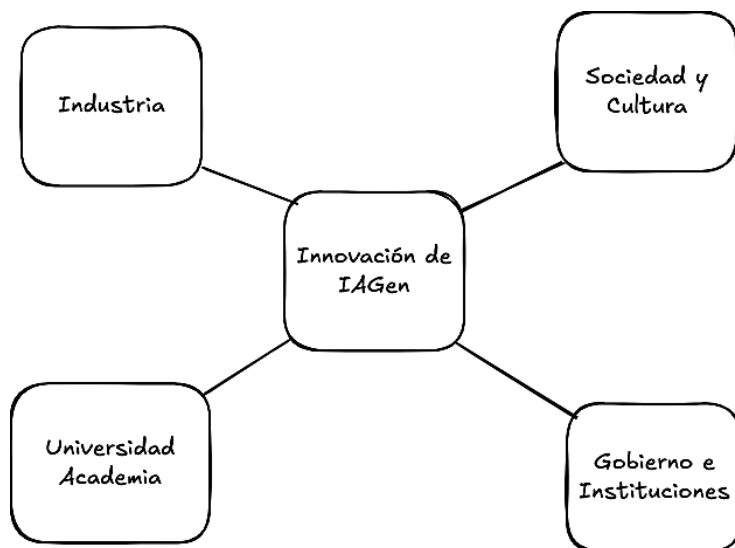 Industria
Sociedad y
Cultura
Innovación de
IAGen
Universidad
Academia
Gobierno e
Instituciones